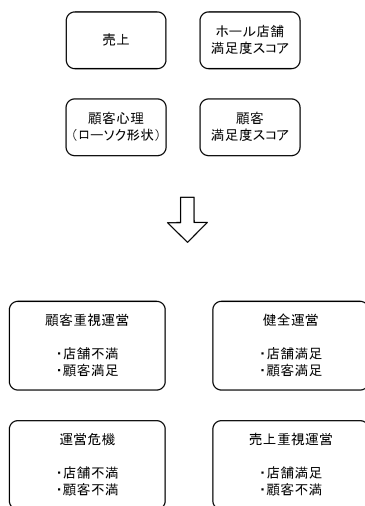 売上
ホール店舗
満足度スコア
顧客心理
(ローソク形状)
顧客
満足度スコア
顧客重視運営
・店舗不満
・顧客満足
健全運営
・店舗満足
・顧客満足
運営危機
・店舗不満
・顧客不満
売上重視運営
・店舗満足
・顧客不満